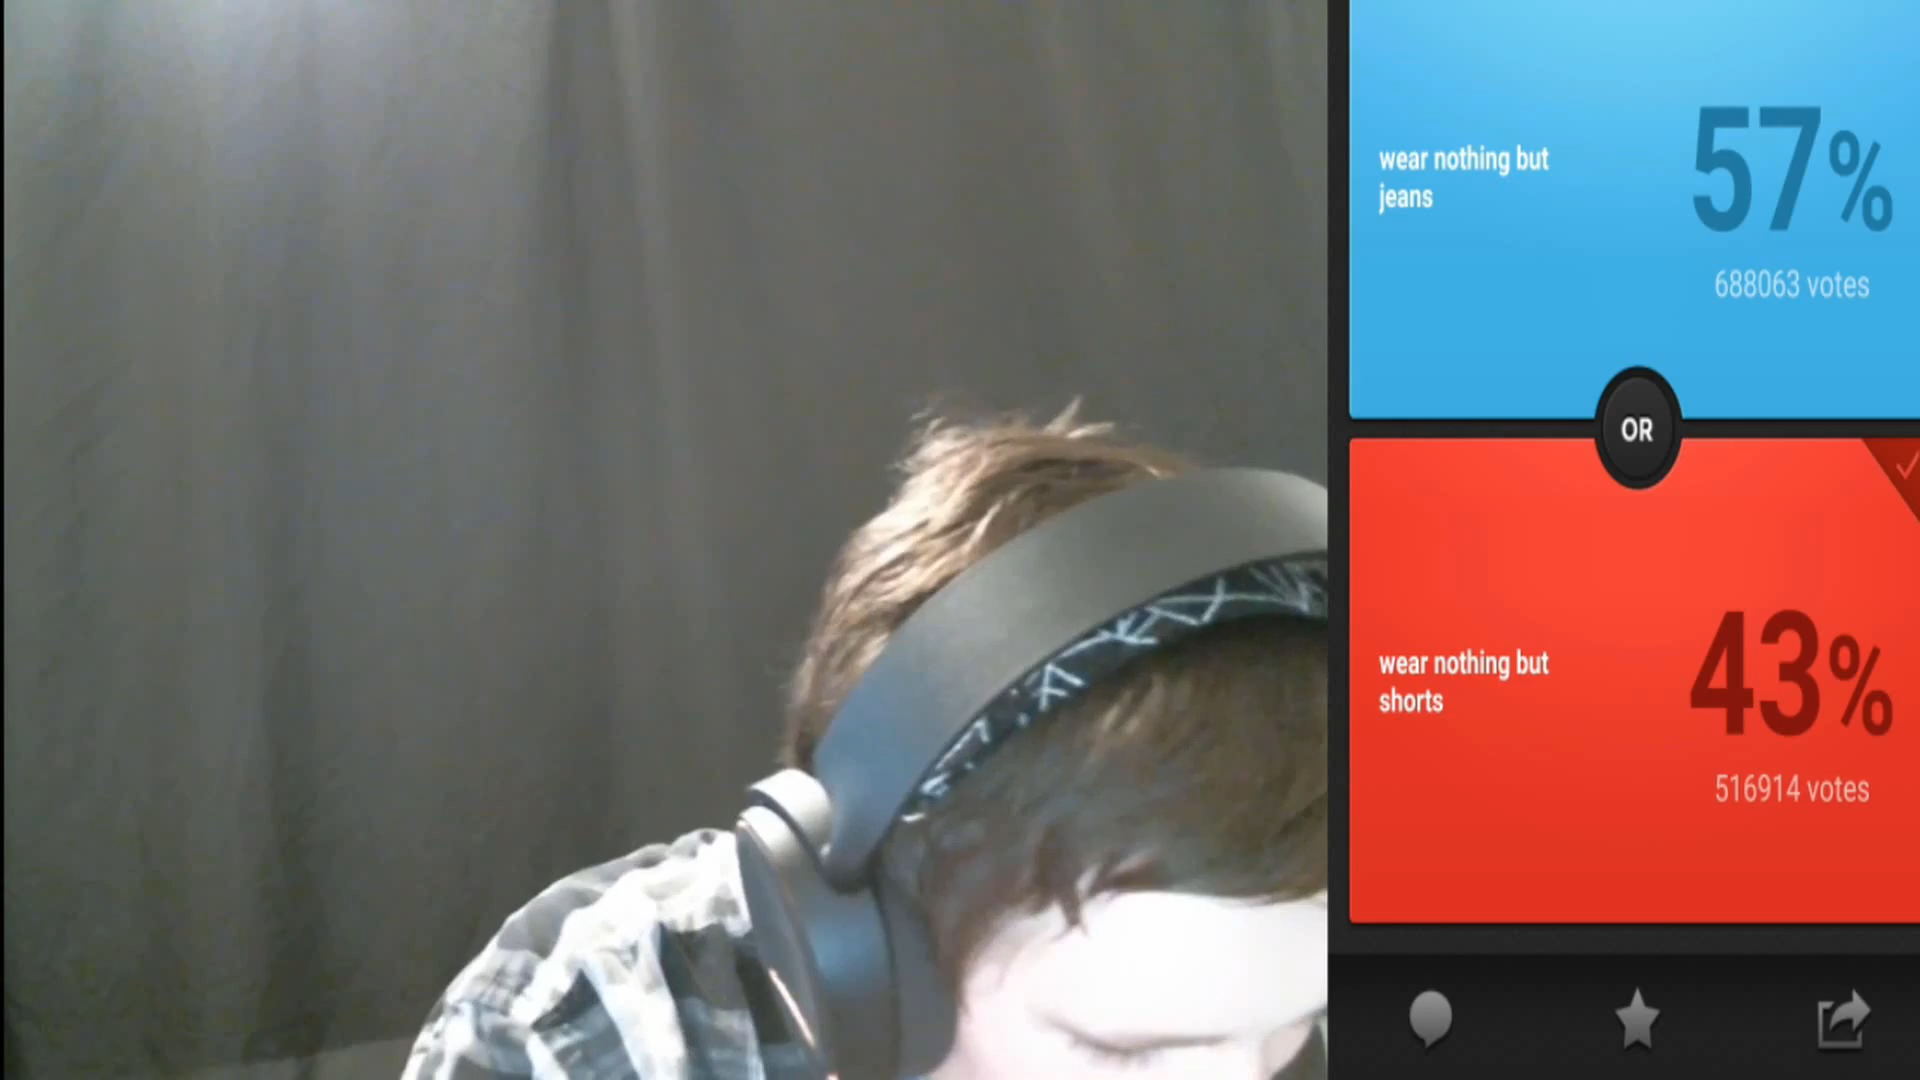 wear nothing but
jeans
57%
688063 votes
OR
wear nothing but
shorts
43%
516914 votes